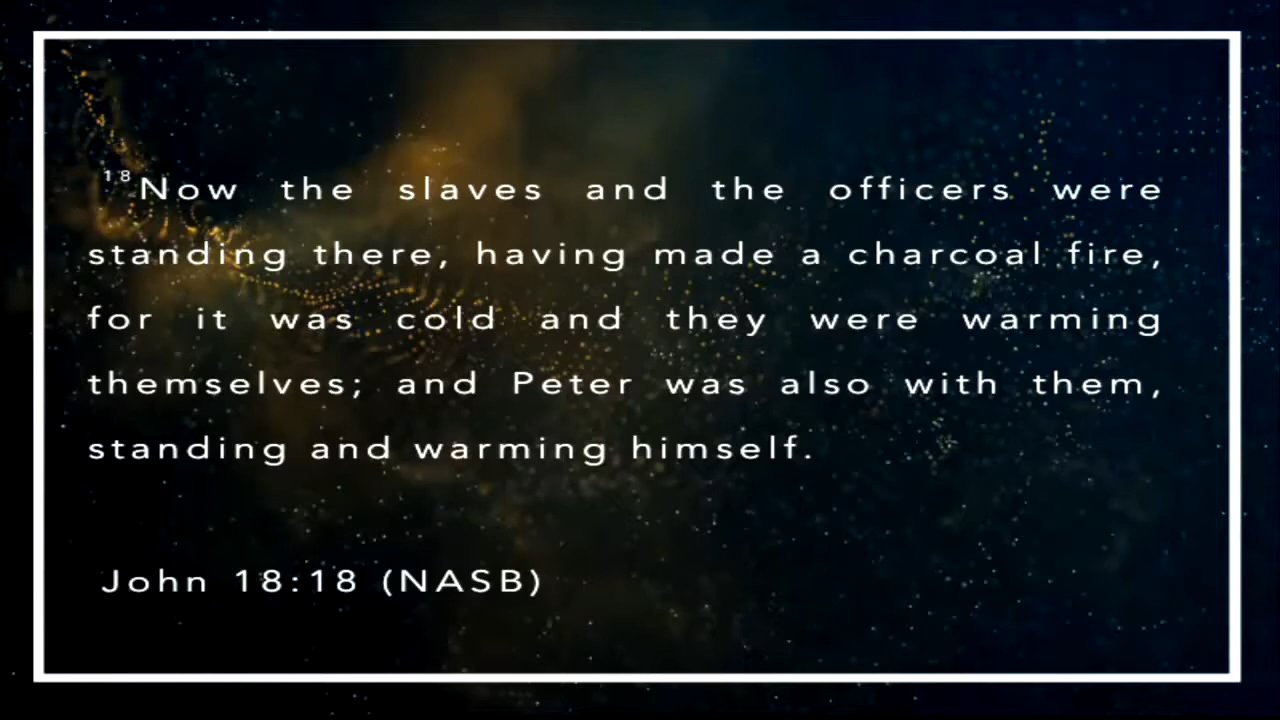 ¹⁸Now the slaves and the officers were
standing there, having made a charcoal fire,
for it was cold and they were warming
themselves; and Peter was also with them,
standing and warming himself.
John 18:18 (NASB)